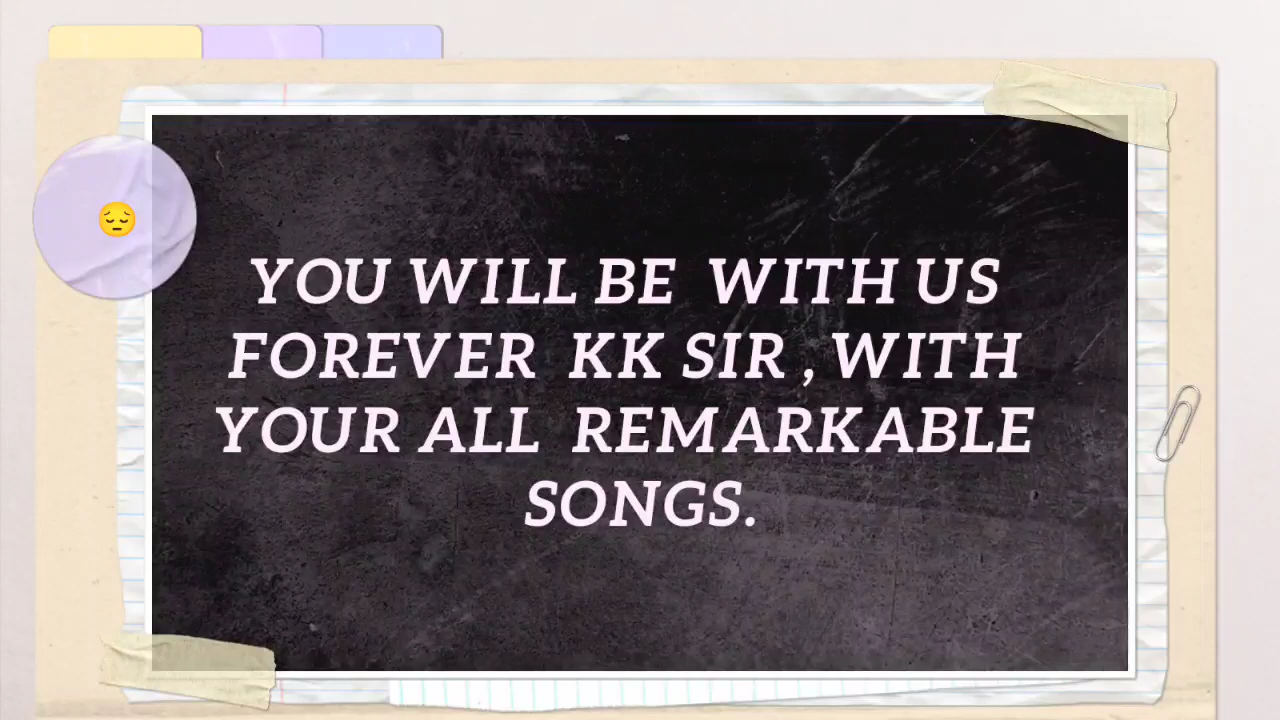 YOU WILL BE WITH US
FOREVER KK SIR , WITH
YOUR ALL REMARKABLE
SONGS.